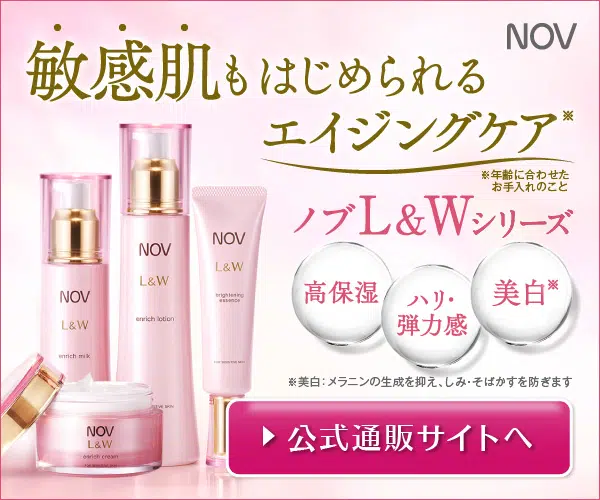 NOV
敏感肌もはじめられる
エイジングケア※
※年齢に合わせた
お手入れのこと
ノブL&Wシリーズ
高保湿
ハリ・
弾力感
美白※
※美白：メラニンの生成を抑え、しみ・そばかすを防ぎます
公式通販サイトへ
NOV
L&W
enrich milk
NOV
L&W
enrich lotion
NOV
L&W
brightening
essence
FOR SENSITIVE SKIN
NOV
L&W
enrich cream